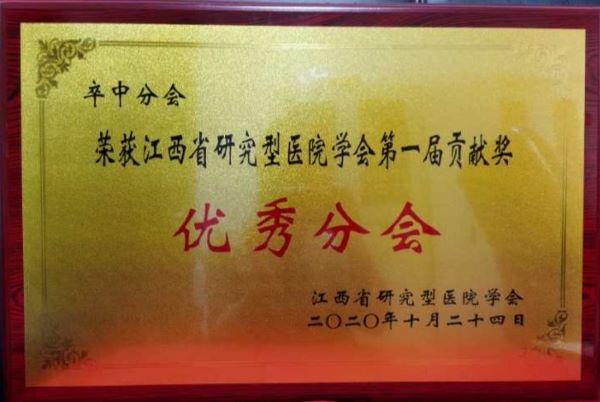 卒中分会
荣获江西省研究型医院学会第一届贡献奖
优秀分会
江西省研究型医院学会
二〇二〇年十月二十四日